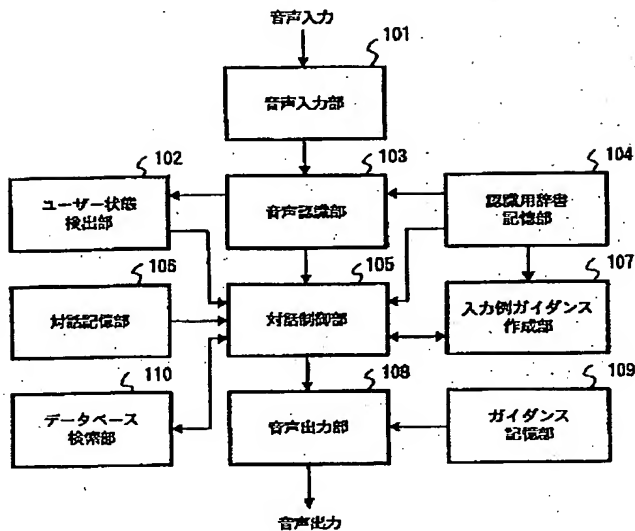 音声入力
101
音声入力部
102
103
104
ユーザー状態
検出部
音声認識部
認識用辞書
記憶部
106
105
107
対話記憶部
対話制御部
入力例ガイダンス
作成部
110
108
109
データベース
検索部
音声出力部
ガイダンス
記憶部
音声出力